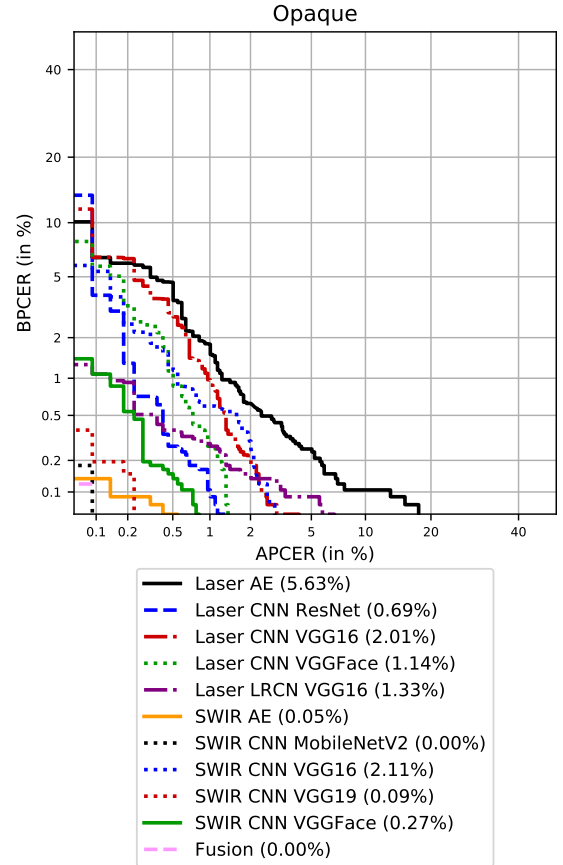 Opaque
40
20
10
5
2
1
0.5
0.2
0.1
BPCER (in %)
0.1 0.2 0.5 1 2 5 10 20 40
APCER (in %)
Laser AE (5.63%)
Laser CNN ResNet (0.69%)
Laser CNN VGG16 (2.01%)
Laser CNN VGGFace (1.14%)
Laser LRCN VGG16 (1.33%)
SWIR AE (0.05%)
SWIR CNN MobileNetV2 (0.00%)
SWIR CNN VGG16 (2.11%)
SWIR CNN VGG19 (0.09%)
SWIR CNN VGGFace (0.27%)
Fusion (0.00%)